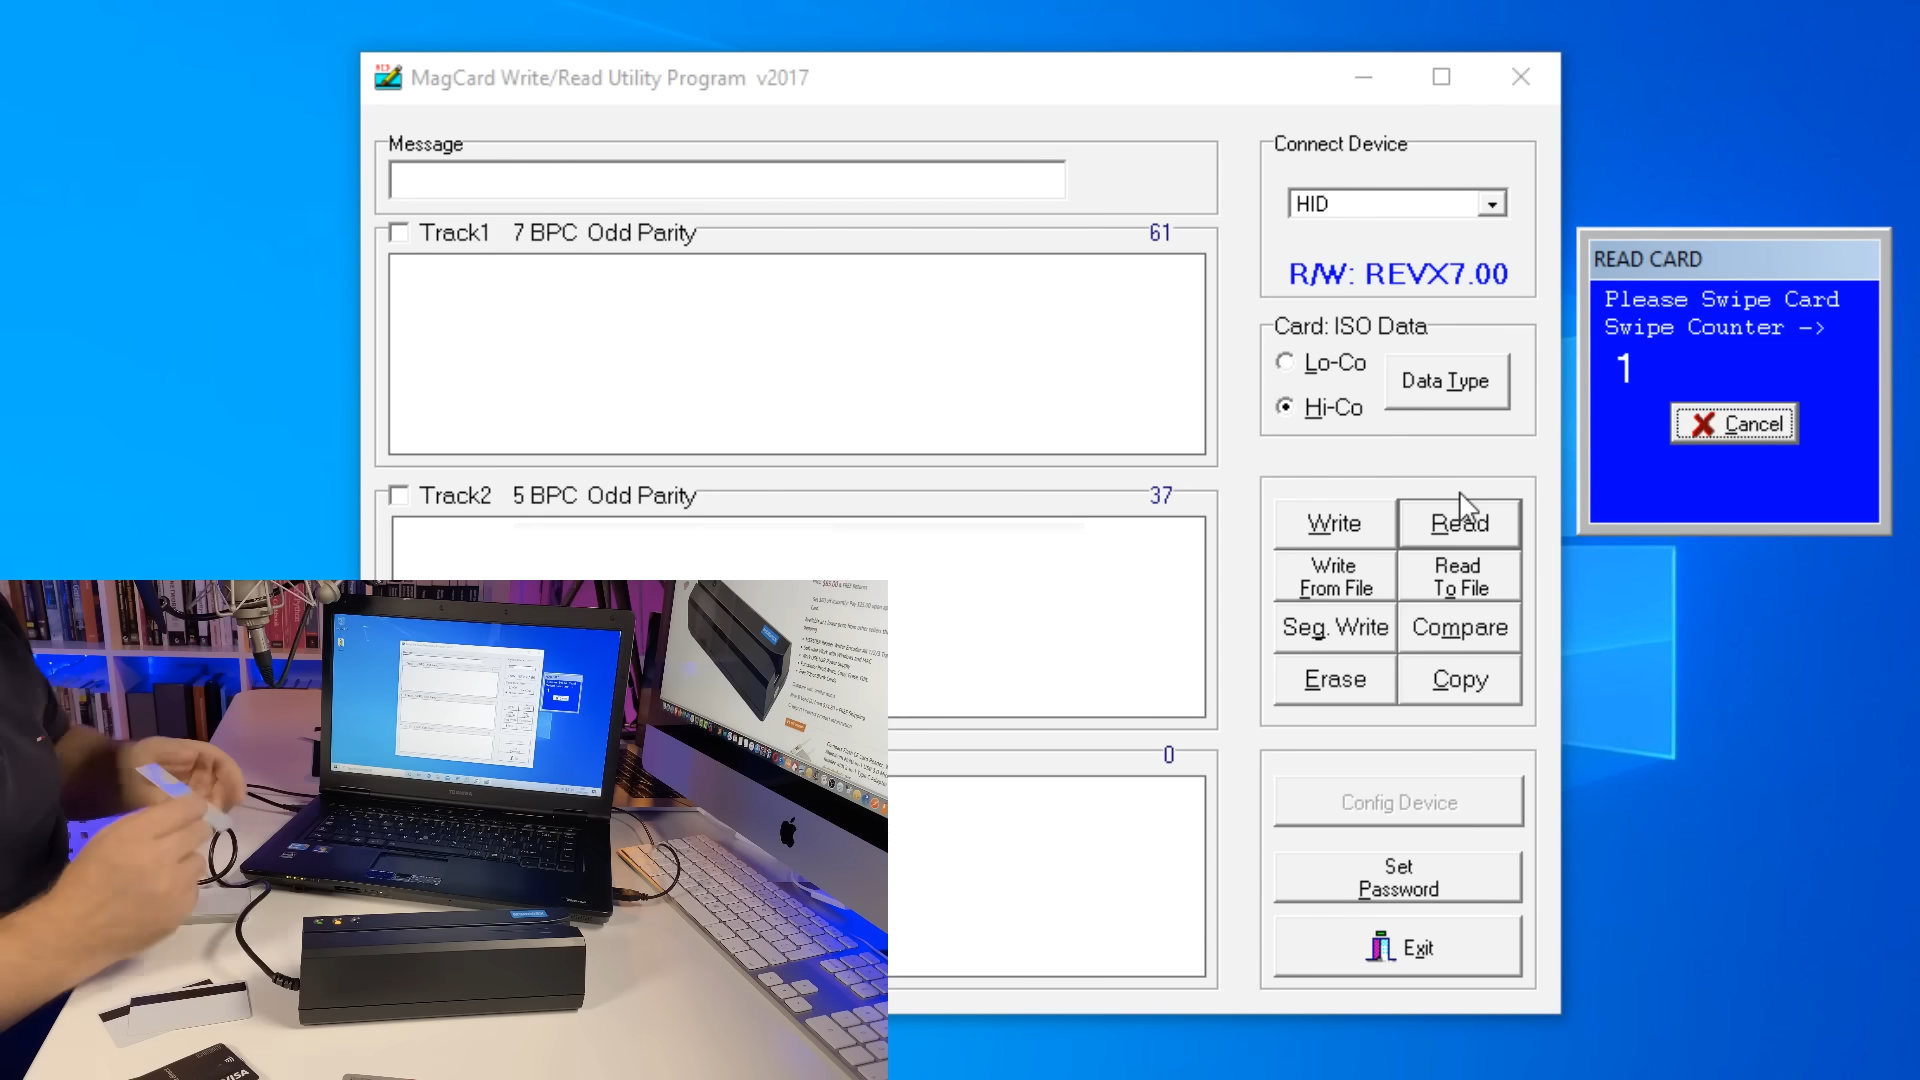 MagCard Write/Read Utility Program v2017
Message
Track1 7 BPC Odd Parity 61
Track2 5 BPC Odd Parity 37
0
Connect Device
HID
R/W: REVX7.00
Card: ISO Data
Lo-Co
Hi-Co
Data Type
Write
Read
Write
From File
Read
To File
Seg. Write
Compare
Erase
Copy
Config Device
Set
Password
Exit
READ CARD
Please Swipe Card
Swipe Counter ->
1
Cancel
TOSHIBA
VISA